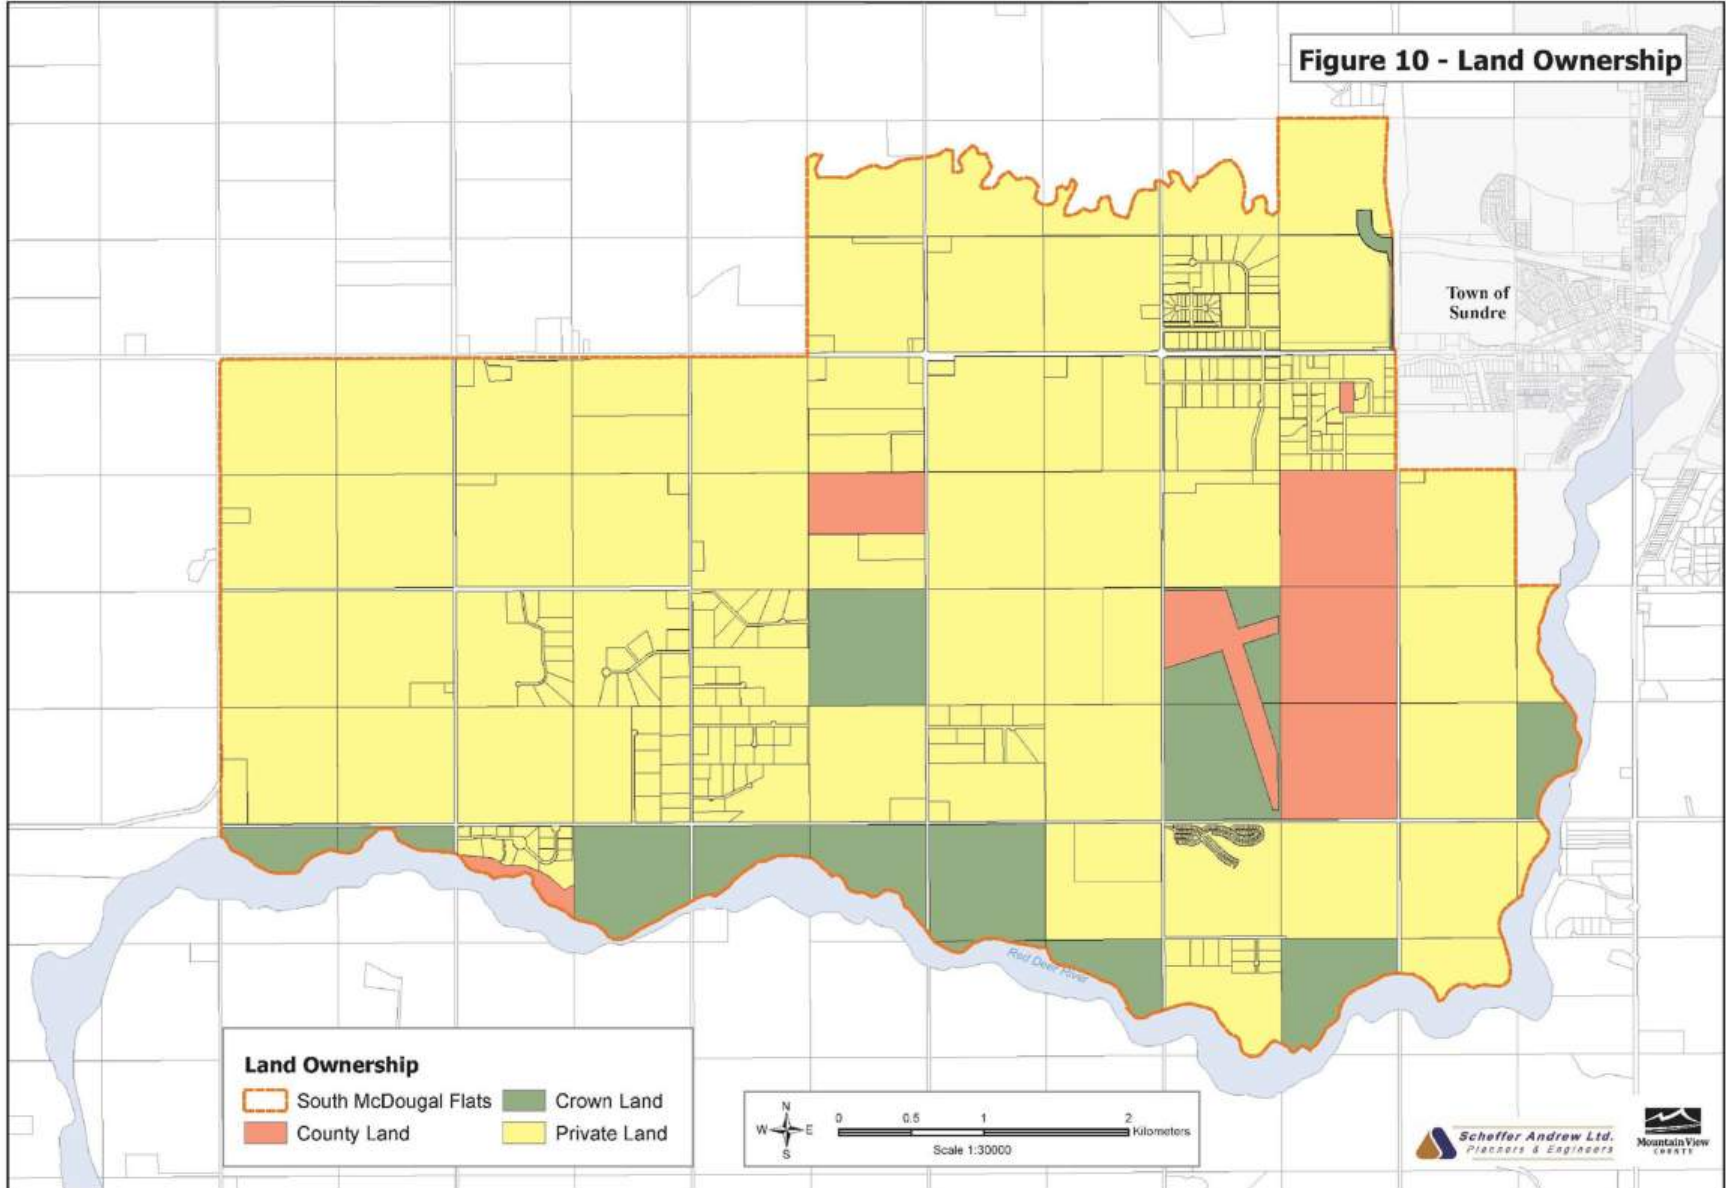 Figure 10 - Land Ownership
Town of
Sundre
Red Deer River
Land Ownership
South McDougal Flats
Crown Land
County Land
Private Land
N
W E
S
0 0.5 1 2
Kilometers
Scale 1:30000
Scheffer Andrew Ltd.
Planners & Engineers
Mountain View
COUNTY